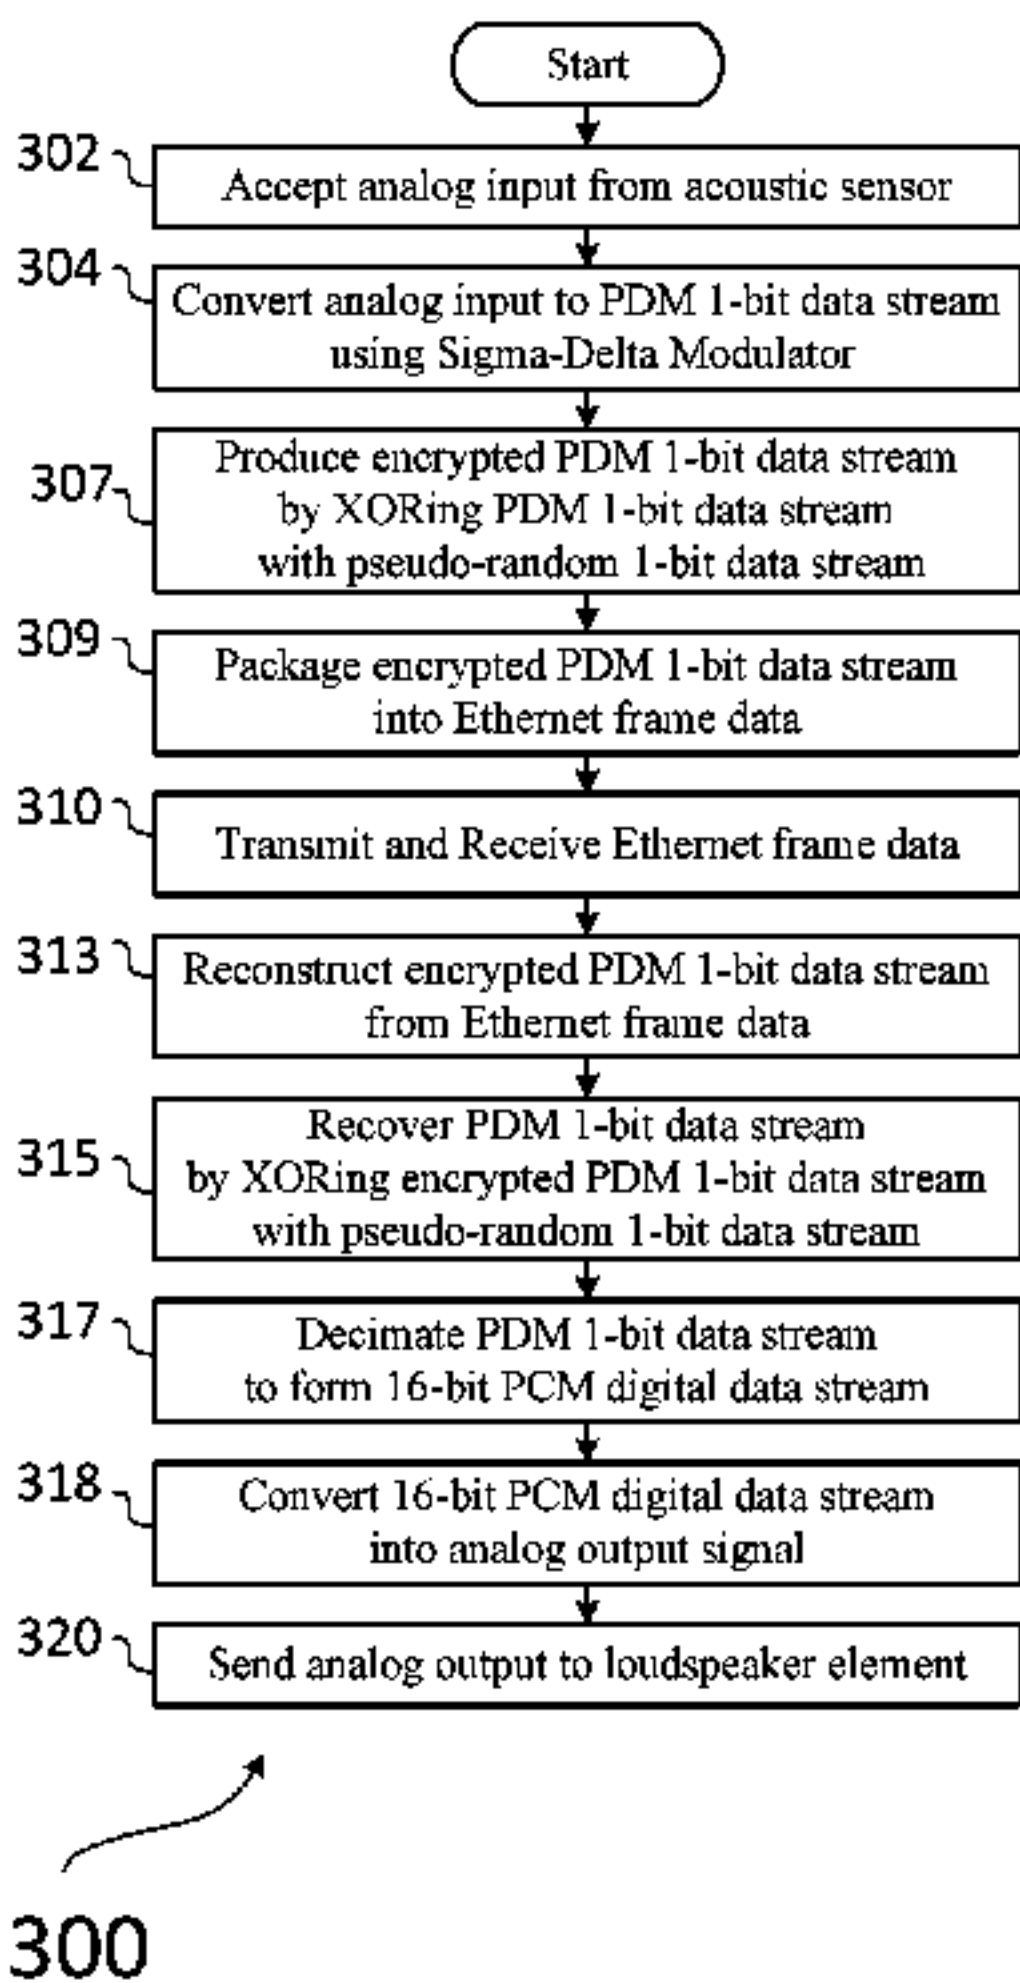 Start
302
Accept analog input from acoustic sensor
304
Convert analog input to PDM 1-bit data stream
using Sigma-Delta Modulator
307
Produce encrypted PDM 1-bit data stream
by XORing PDM 1-bit data stream
with pseudo-random 1-bit data stream
309
Package encrypted PDM 1-bit data stream
into Ethernet frame data
310
Transmit and Receive Ethernet frame data
313
Reconstruct encrypted PDM 1-bit data stream
from Ethernet frame data
315
Recover PDM 1-bit data stream
by XORing encrypted PDM 1-bit data stream
with pseudo-random 1-bit data stream
317
Decimate PDM 1-bit data stream
to form 16-bit PCM digital data stream
318
Convert 16-bit PCM digital data stream
into analog output signal
320
Send analog output to loudspeaker element
300